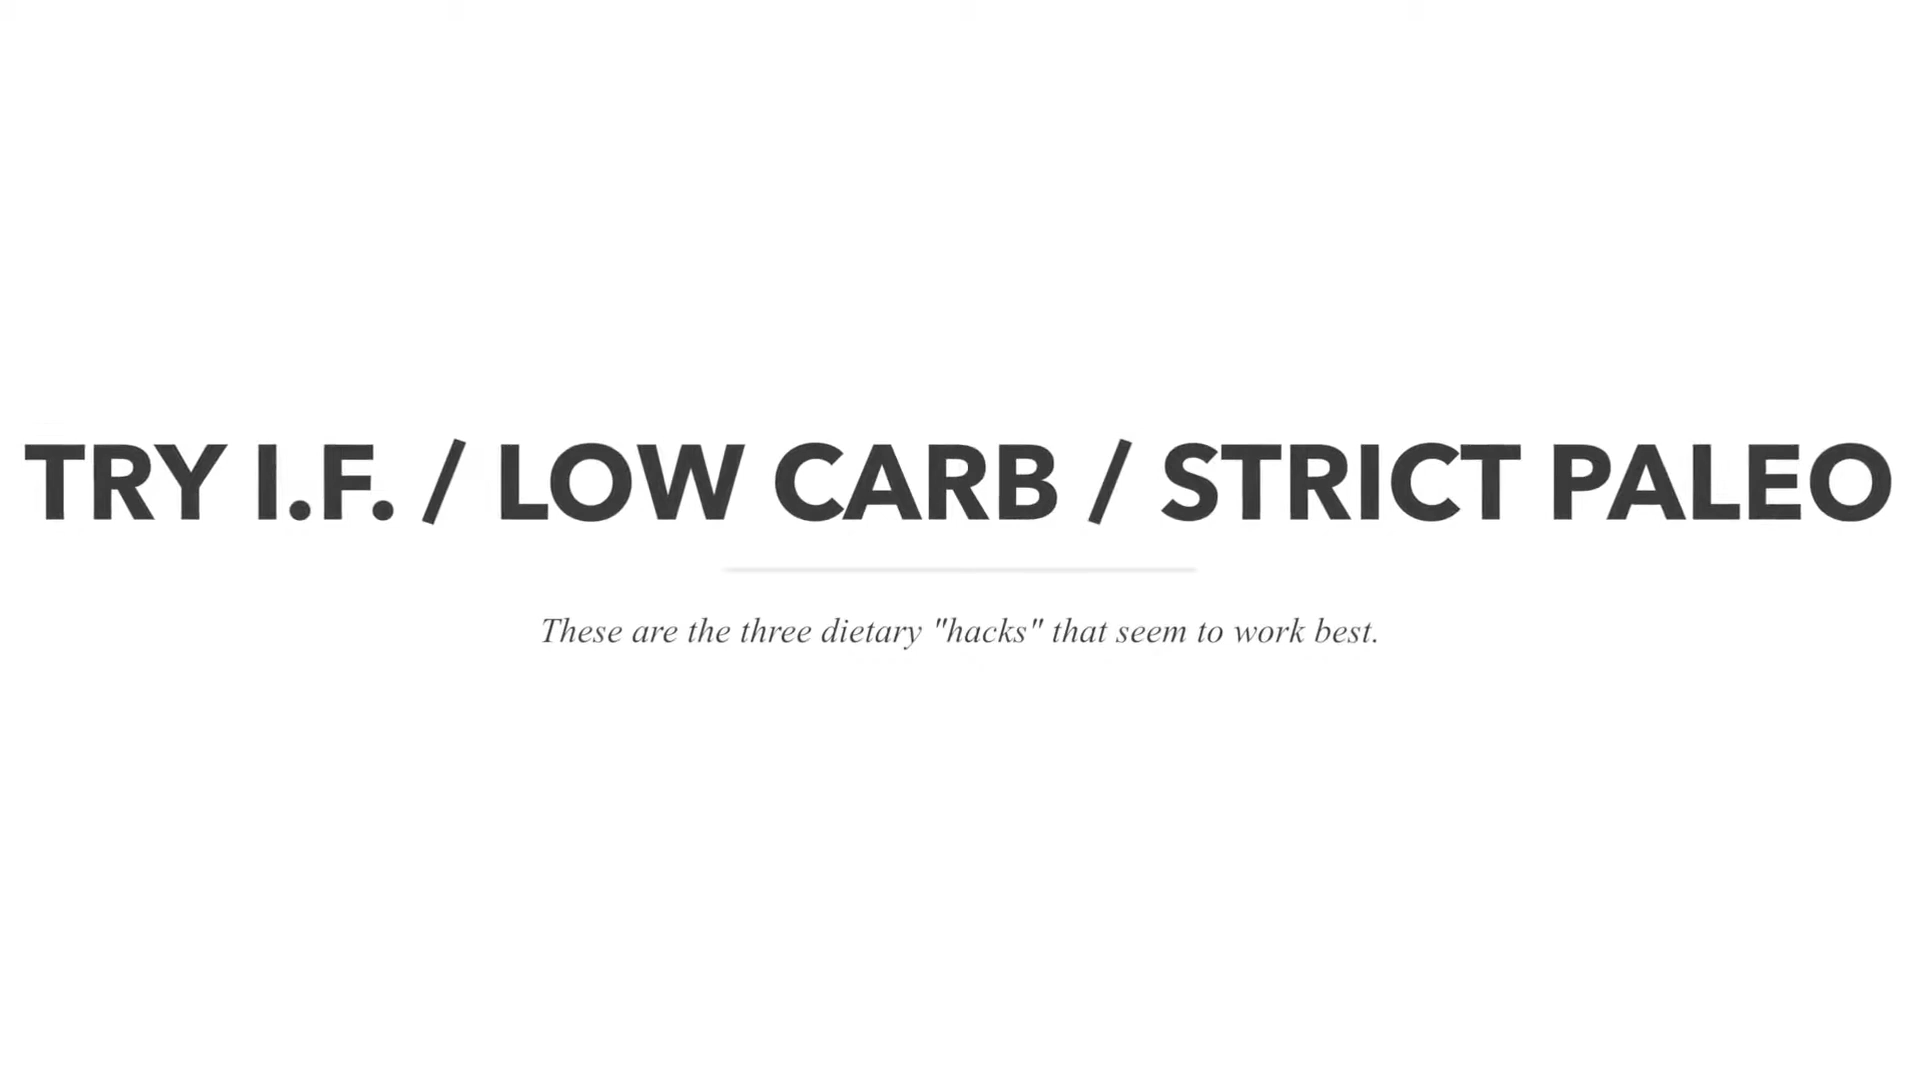 TRY I.F. / LOW CARB / STRICT PALEO
These are the three dietary "hacks" that seem to work best.